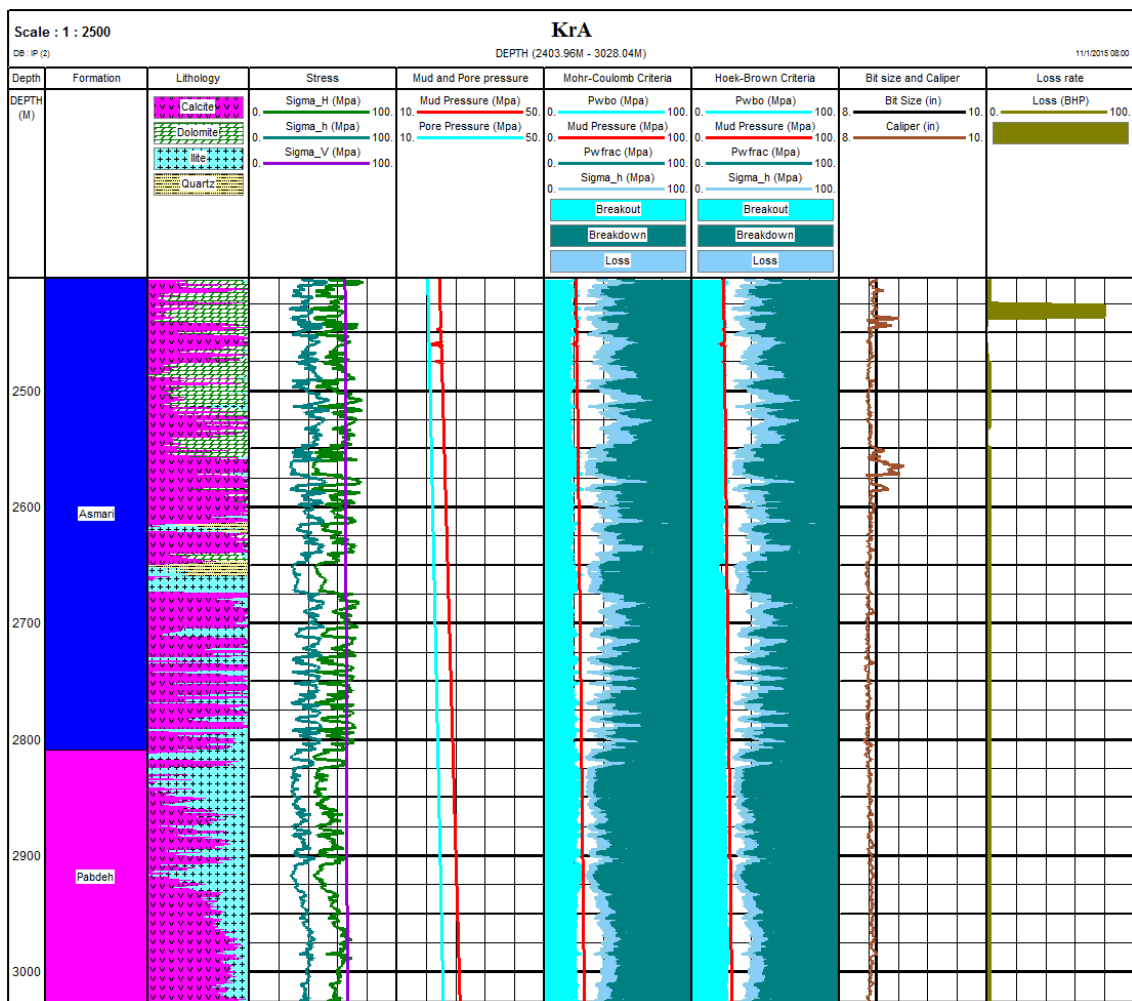 Scale : 1 : 2500
KrA
DB : IP (2)
DEPTH (2403.96M - 3028.04M)
11/1/2015 08:00
Depth
Formation
Lithology
Stress
Mud and Pore pressure
Mohr-Coulomb Criteria
Hoek-Brown Criteria
Bit size and Caliper
Loss rate
DEPTH
(M)
Calcite
Dolomite
Ilite
Quartz
Sigma_H (Mpa)
0. 100.
Sigma_h (Mpa)
0. 100.
Sigma_V (Mpa)
0. 100.
Mud Pressure (Mpa)
10. 50.
Pore Pressure (Mpa)
10. 50.
Pwbo (Mpa)
0. 100.
Mud Pressure (Mpa)
0. 100.
Pwfrac (Mpa)
0. 100.
Sigma_h (Mpa)
0. 100.
Breakout
Breakdown
Loss
Pwbo (Mpa)
0. 100.
Mud Pressure (Mpa)
0. 100.
Pwfrac (Mpa)
0. 100.
Sigma_h (Mpa)
0. 100.
Breakout
Breakdown
Loss
Bit Size (in)
8. 10.
Caliper (in)
8. 10.
Loss (BHP)
0. 100.
2500
2600
Asmari
2700
2800
2900
Pabdeh
3000